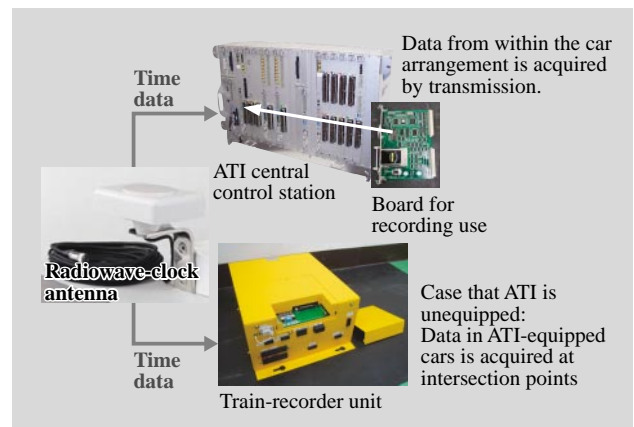 Data from within the car
arrangement is acquired
by transmission.
Time
data
ATI central
control station
Board for
recording use
Radiowave-clock
antenna
Case that ATI is
unequipped:
Data in ATI-equipped
cars is acquired at
intersection points
Time
data
Train-recorder unit